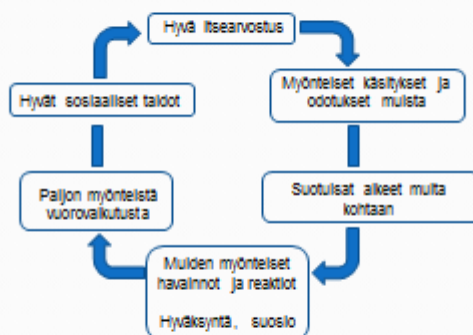 Hyvä itsearvostus
Myönteiset käsitykset ja
odotukset muista
Suotuisat aikeet muita
kohtaan
Muiden myönteiset
havainnot ja reaktiot
Hyväksyntä, suosio
Paljon myönteistä
vuorovaikutusta
Hyvät sosiaaliset taidot